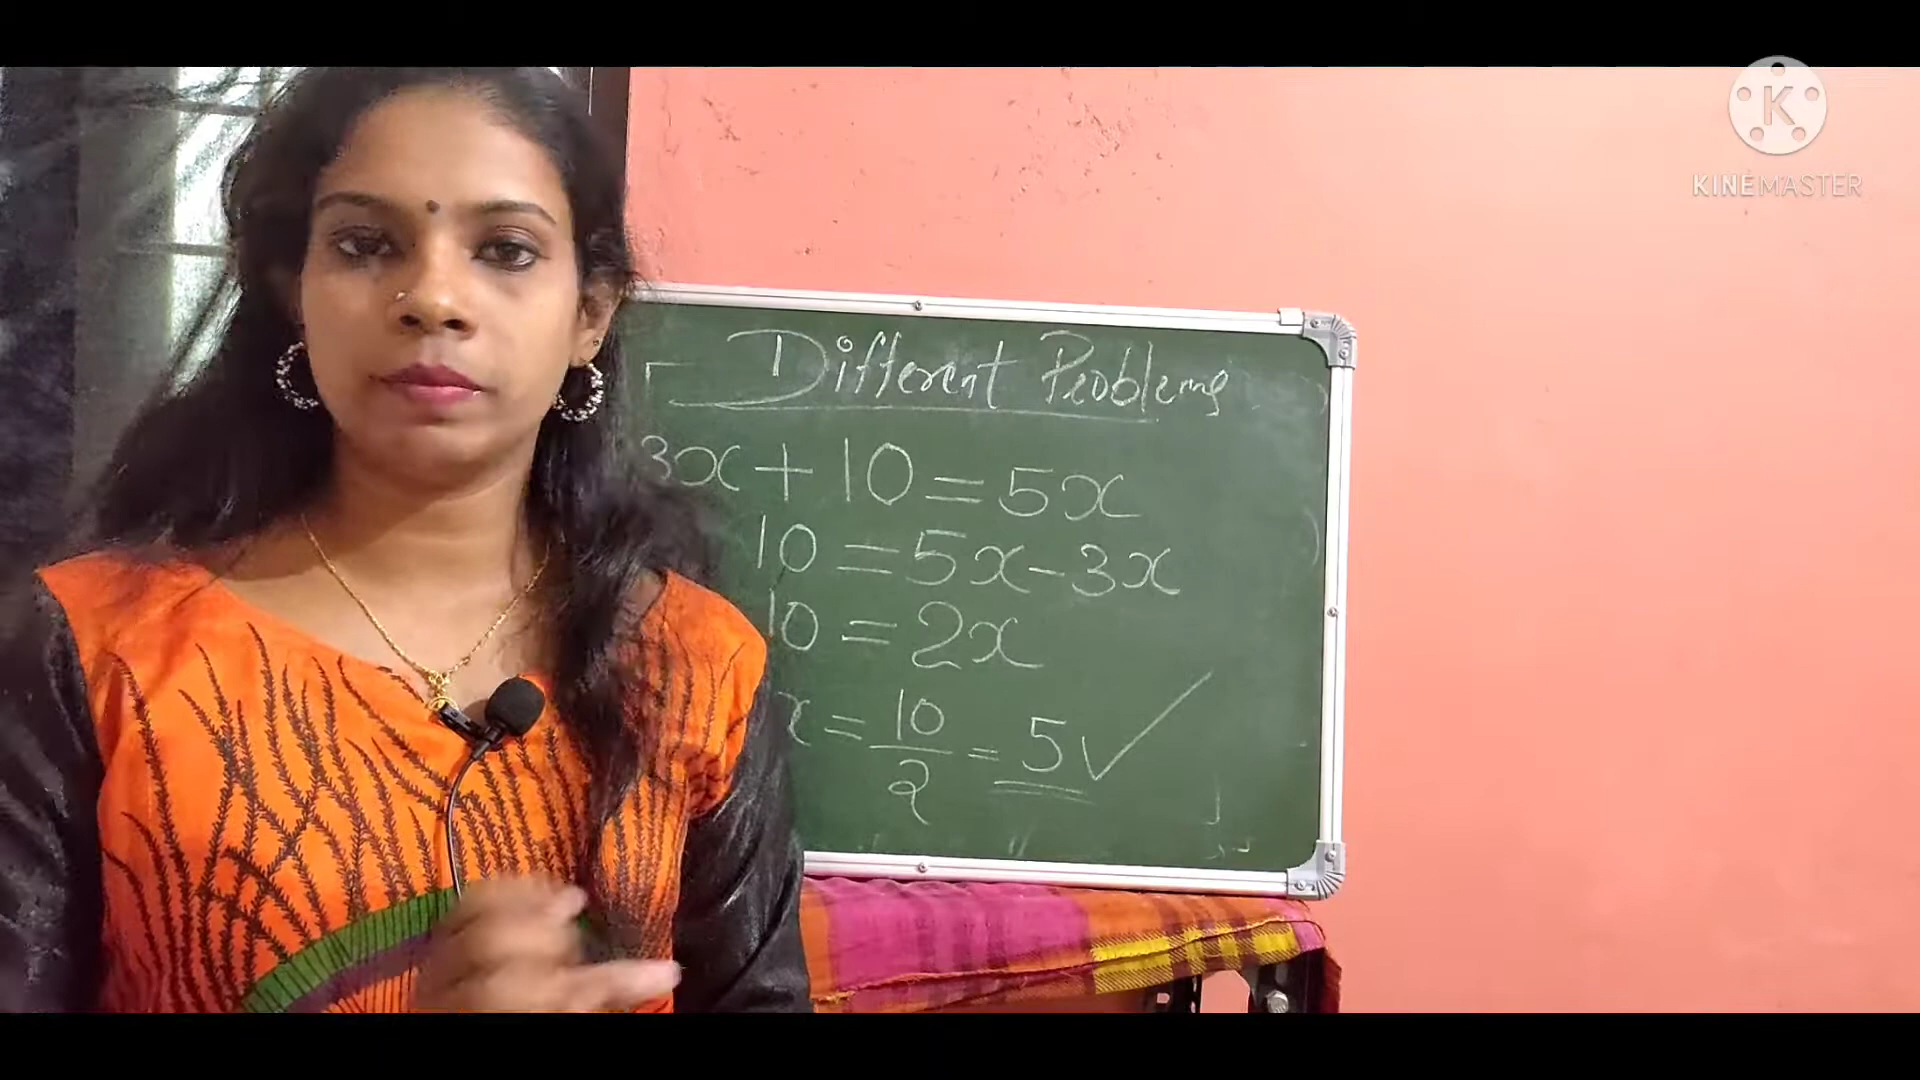 Different Problems
3x + 10 = 5x
10 = 5x - 3x
10 = 2x
x = 10/2 = 5 ✓
K
KINEMASTER